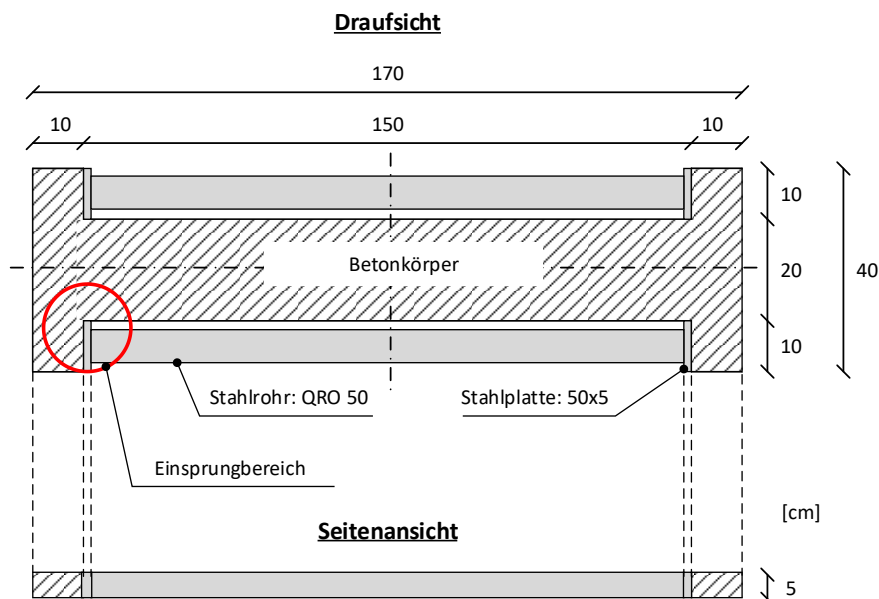 Draufsicht
170
10 150 10
10
Betonkörper
20 40
10
Stahlrohr: QRO 50 Stahlplatte: 50x5
Einsprungbereich
[cm]
Seitenansicht
5